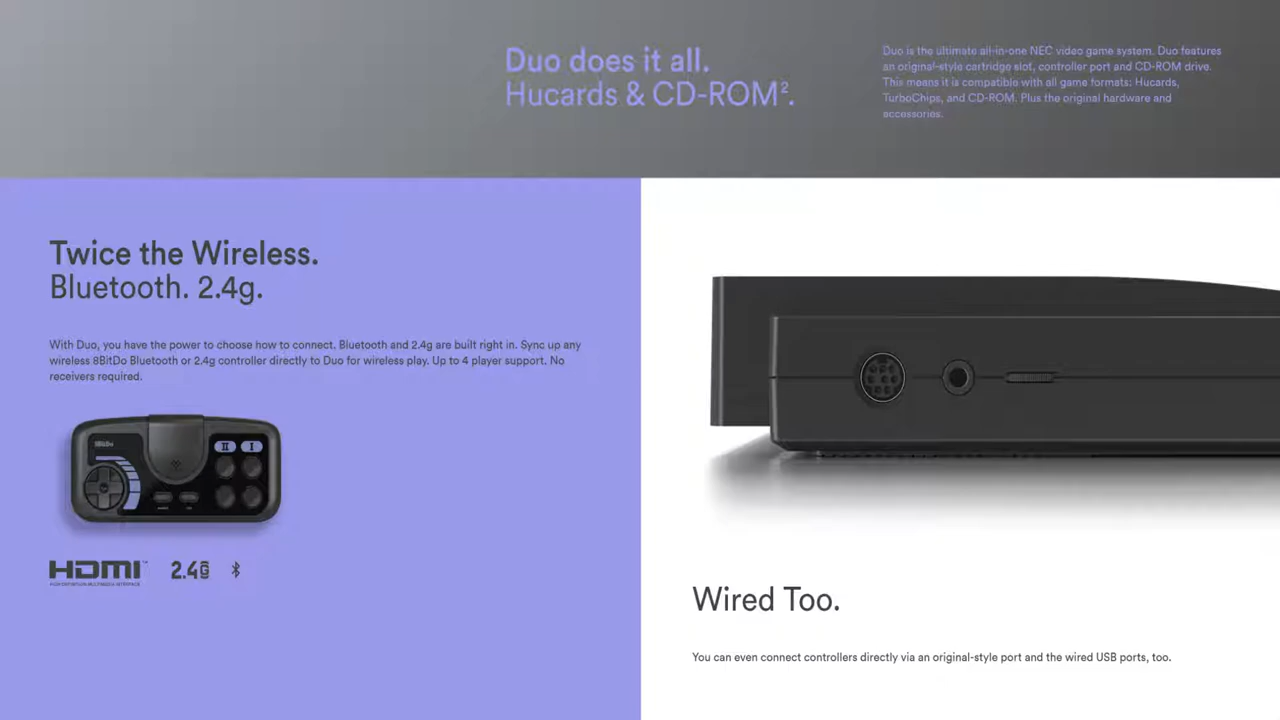 Duo does it all.
Hucards & CD-ROM².
Duo is the ultimate all-in-one NEC video game system. Duo features
an original-style cartridge slot, controller port and CD-ROM drive.
This means it is compatible with all game formats: Hucards,
TurboChips, and CD-ROM. Plus the original hardware and
accessories.
Twice the Wireless.
Bluetooth. 2.4g.
With Duo, you have the power to choose how to connect. Bluetooth and 2.4g are built right in. Sync up any
wireless 8BitDo Bluetooth or 2.4g controller directly to Duo for wireless play. Up to 4 player support. No
receivers required.
8BitDo
II I
HDMI™
HIGH-DEFINITION MULTIMEDIA INTERFACE
2.4G
Wired Too.
You can even connect controllers directly via an original-style port and the wired USB ports, too.